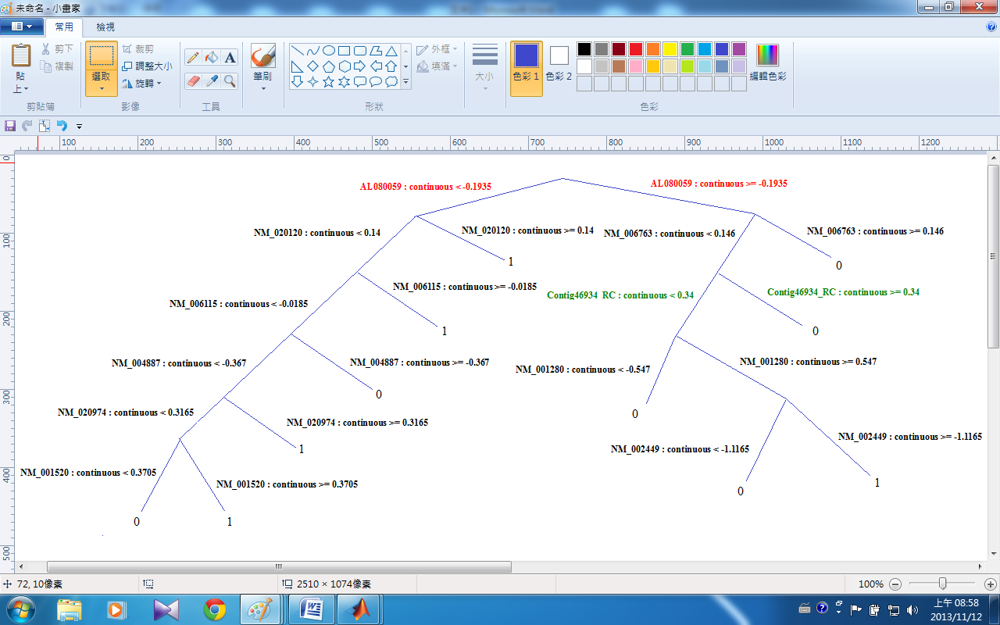 未命名 - 小畫家
常用
檢視
貼上
剪下
複製
剪貼簿
選取
裁剪
調整大小
旋轉
影像
A
工具
筆刷
外框
填滿
形狀
大小
色彩 1
色彩 2
編輯色彩
色彩
100 200 300 400 500 600 700 800 900 1000 1100 1200
0
100
200
300
400
500
AL080059 : continuous < -0.1935
AL080059 : continuous >= -0.1935
NM_020120 : continuous < 0.14
NM_020120 : continuous >= 0.14
NM_006763 : continuous < 0.146
NM_006763 : continuous >= 0.146
1
0
NM_006115 : continuous < -0.0185
NM_006115 : continuous >= -0.0185
Contig46934_RC : continuous < 0.34
Contig46934_RC : continuous >= 0.34
1
0
NM_004887 : continuous < -0.367
NM_004887 : continuous >= -0.367
NM_001280 : continuous < -0.547
NM_001280 : continuous >= 0.547
0
0
NM_020974 : continuous < 0.3165
NM_020974 : continuous >= 0.3165
NM_002449 : continuous < -1.1165
NM_002449 : continuous >= -1.1165
1
NM_001520 : continuous < 0.3705
NM_001520 : continuous >= 0.3705
0
1
0
1
72, 10像素
2510 × 1074像素
100%
上午 08:58
2013/11/12